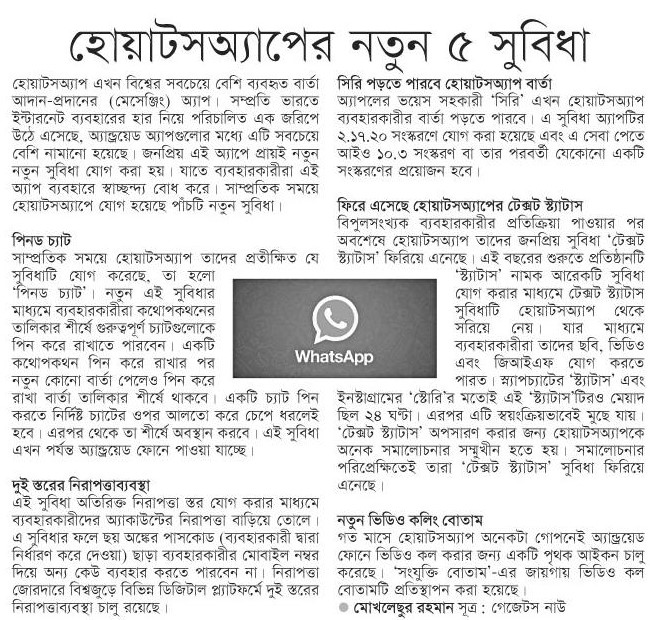 হোয়াটসঅ্যাপের নতুন ৫ সুবিধা
হোয়াটসঅ্যাপ এখন বিশ্বের সবচেয়ে বেশি ব্যবহৃত বার্তা
আদান-প্রদানের (মেসেঞ্জিং) অ্যাপ। সম্প্রতি ভারতে
ইন্টারনেট ব্যবহারের হার নিয়ে পরিচালিত এক জরিপে
উঠে এসেছে, অ্যান্ড্রয়েড অ্যাপগুলোর মধ্যে এটি সবচেয়ে
বেশি নামানো হয়েছে। জনপ্রিয় এই অ্যাপে প্রায়ই নতুন
নতুন সুবিধা যোগ করা হয়। যাতে ব্যবহারকারীরা এই
অ্যাপ ব্যবহারে স্বাচ্ছন্দ্য বোধ করে। সাম্প্রতিক সময়ে
হোয়াটসঅ্যাপে যোগ হয়েছে পাঁচটি নতুন সুবিধা।
পিনড চ্যাট
সাম্প্রতিক সময়ে হোয়াটসঅ্যাপ তাদের প্রতীক্ষিত যে
সুবিধাটি যোগ করেছে, তা হলো
‘পিনড চ্যাট’। নতুন এই সুবিধার
মাধ্যমে ব্যবহারকারীরা কথোপকথনের
তালিকার শীর্ষে গুরুত্বপূর্ণ চ্যাটগুলোকে
পিন করে রাখতে পারবেন। একটি
কথোপকথন পিন করে রাখার পর
নতুন কোনো বার্তা পেলেও পিন করে
রাখা বার্তা তালিকার শীর্ষে থাকবে। একটি চ্যাট পিন
করতে নির্দিষ্ট চ্যাটের ওপর আলতো করে চেপে ধরলেই
হবে। এরপর থেকে তা শীর্ষে অবস্থান করবে। এই সুবিধা
এখন পর্যন্ত অ্যান্ড্রয়েড ফোনে পাওয়া যাচ্ছে।
দুই স্তরের নিরাপত্তাব্যবস্থা
এই সুবিধা অতিরিক্ত নিরাপত্তা স্তর যোগ করার মাধ্যমে
ব্যবহারকারীদের অ্যাকাউন্টের নিরাপত্তা বাড়িয়ে তোলে।
এ সুবিধার ফলে ছয় অঙ্কের পাসকোড (ব্যবহারকারী দ্বারা
নির্ধারণ করে দেওয়া) ছাড়া ব্যবহারকারীর মোবাইল নম্বর
দিয়ে অন্য কেউ ব্যবহার করতে পারবেন না। নিরাপত্তা
জোরদারে বিশ্বজুড়ে বিভিন্ন ডিজিটাল প্ল্যাটফর্মে দুই স্তরের
নিরাপত্তাব্যবস্থা চালু রয়েছে।
WhatsApp
সিরি পড়তে পারবে হোয়াটসঅ্যাপ বার্তা
অ্যাপলের ভয়েস সহকারী ‘সিরি’ এখন হোয়াটসঅ্যাপ
ব্যবহারকারীর বার্তা পড়তে পারবে। এ সুবিধা অ্যাপটির
২.১৭.২০ সংস্করণে যোগ করা হয়েছে এবং এ সেবা পেতে
আইও ১০.৩ সংস্করণ বা তার পরবর্তী যেকোনো একটি
সংস্করণের প্রয়োজন হবে।
ফিরে এসেছে হোয়াটসঅ্যাপের টেক্সট স্ট্যাটাস
বিপুলসংখ্যক ব্যবহারকারীর প্রতিক্রিয়া পাওয়ার পর
অবশেষে হোয়াটসঅ্যাপ তাদের জনপ্রিয় সুবিধা ‘টেক্সট
স্ট্যাটাস’ ফিরিয়ে এনেছে। এই বছরের শুরুতে প্রতিষ্ঠানটি
‘স্ট্যাটাস’ নামক আরেকটি সুবিধা
যোগ করার মাধ্যমে টেক্সট স্ট্যাটাস
সুবিধাটি হোয়াটসঅ্যাপ থেকে
সরিয়ে নেয়। যার মাধ্যমে
ব্যবহারকারীরা তাদের ছবি, ভিডিও
এবং জিআইএফ যোগ করতে
পারত। স্ন্যাপচ্যাটের ‘স্ট্যাটাস’ এবং
ইনস্টাগ্রামের ‘স্টোরি’র মতোই এই ‘স্ট্যাটাস’টিরও মেয়াদ
ছিল ২৪ ঘণ্টা। এরপর এটি স্বয়ংক্রিয়ভাবেই মুছে যায়।
‘টেক্সট স্ট্যাটাস’ অপসারণ করার জন্য হোয়াটসঅ্যাপকে
অনেক সমালোচনার সম্মুখীন হতে হয়। সমালোচনার
পরিপ্রেক্ষিতেই তারা ‘টেক্সট স্ট্যাটাস’ সুবিধা ফিরিয়ে
এনেছে।
নতুন ভিডিও কলিং বোতাম
গত মাসে হোয়াটসঅ্যাপ অনেকটা গোপনেই অ্যান্ড্রয়েড
ফোনে ভিডিও কল করার জন্য একটি পৃথক আইকন চালু
করেছে। ‘সংযুক্তি বোতাম’-এর জায়গায় ভিডিও কল
বোতামটি প্রতিস্থাপন করা হয়েছে।
● মোখলেছুর রহমান সূত্র : গেজেটস নাউ